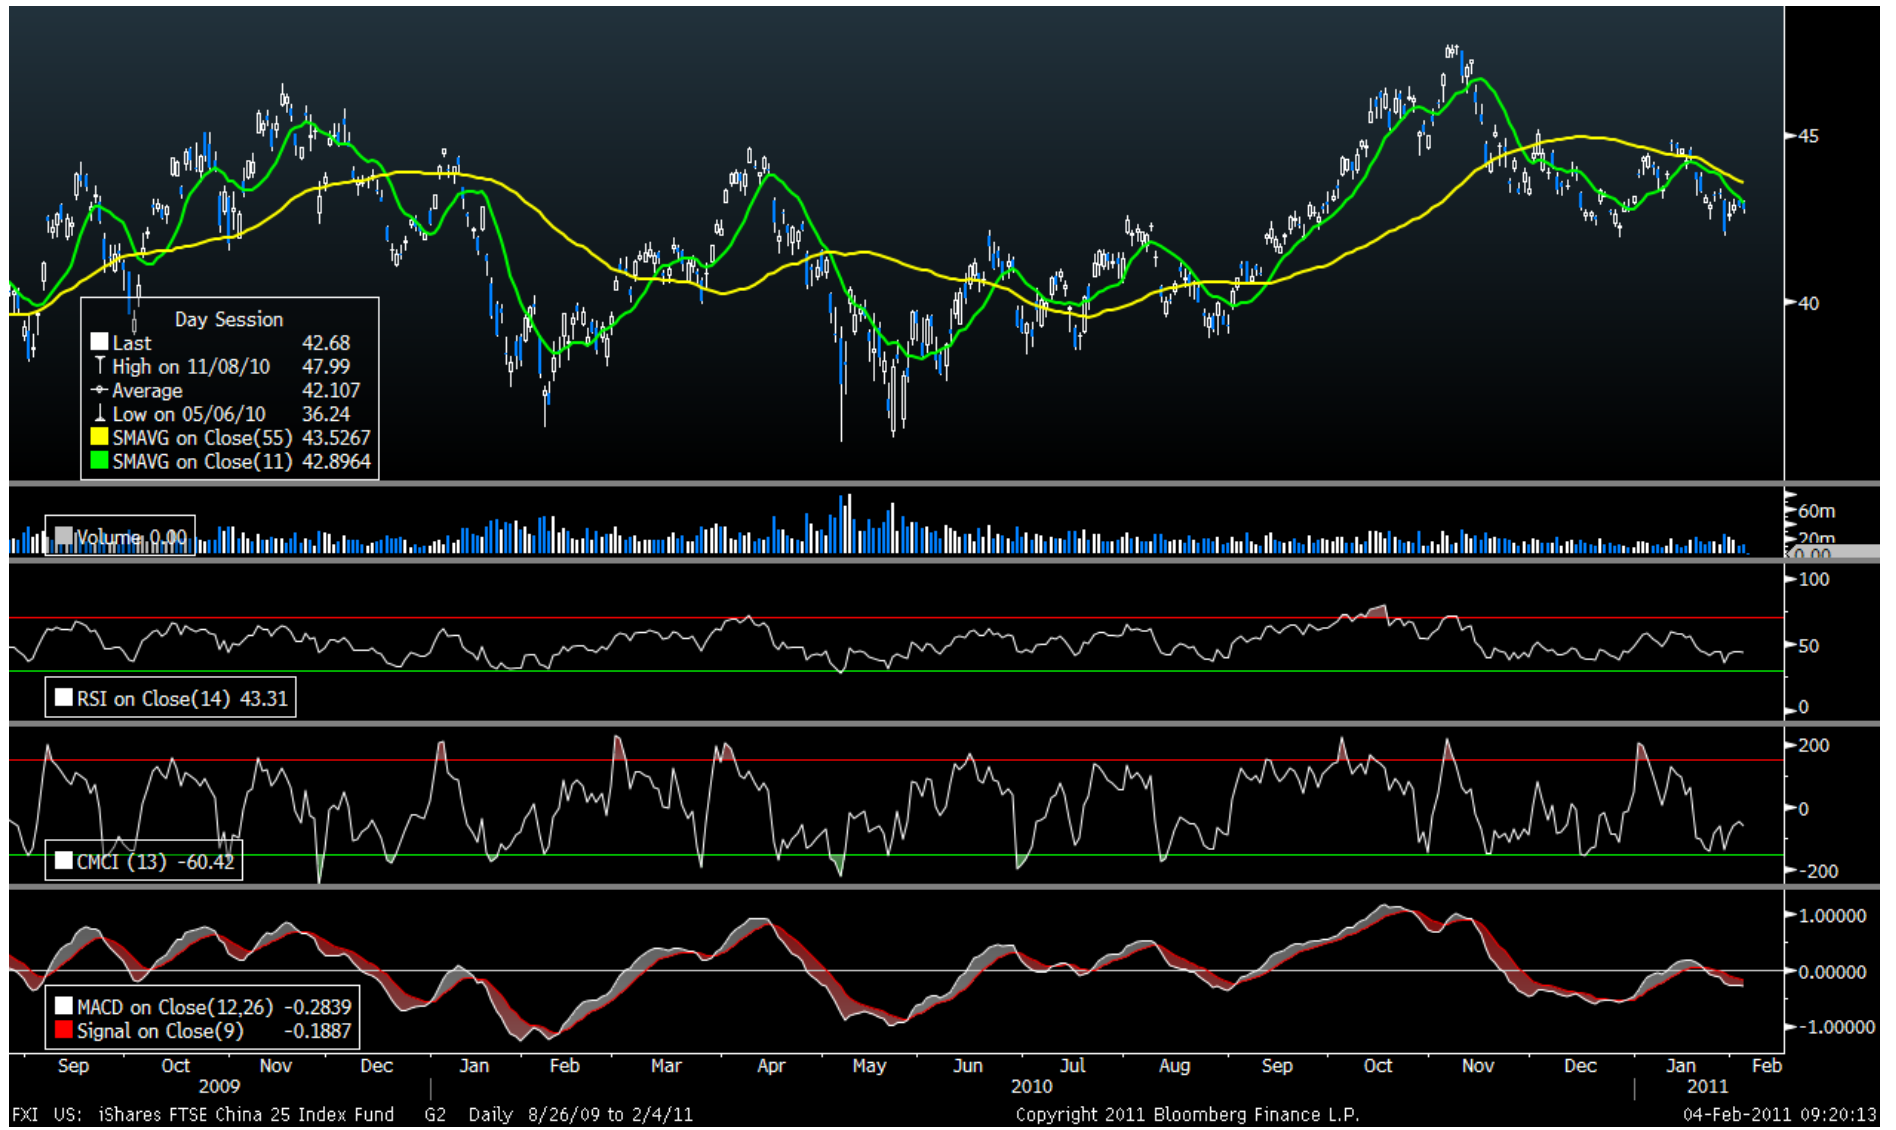 45
40
Day Session
Last 42.68
High on 11/08/10 47.99
Average 42.107
Low on 05/06/10 36.24
SMAVG on Close(55) 43.5267
SMAVG on Close(11) 42.8964
60m
20m
0.00
Volume 0.00
100
50
0
RSI on Close(14) 43.31
200
0
-200
CMCI (13) -60.42
1.00000
0.00000
-1.00000
MACD on Close(12,26) -0.2839
Signal on Close(9) -0.1887
Sep Oct Nov Dec Jan Feb Mar Apr May Jun Jul Aug Sep Oct Nov Dec Jan Feb
2009 2010 2011
FXI US: iShares FTSE China 25 Index Fund G2 Daily 8/26/09 to 2/4/11 Copyright 2011 Bloomberg Finance L.P. 04-Feb-2011 09:20:13